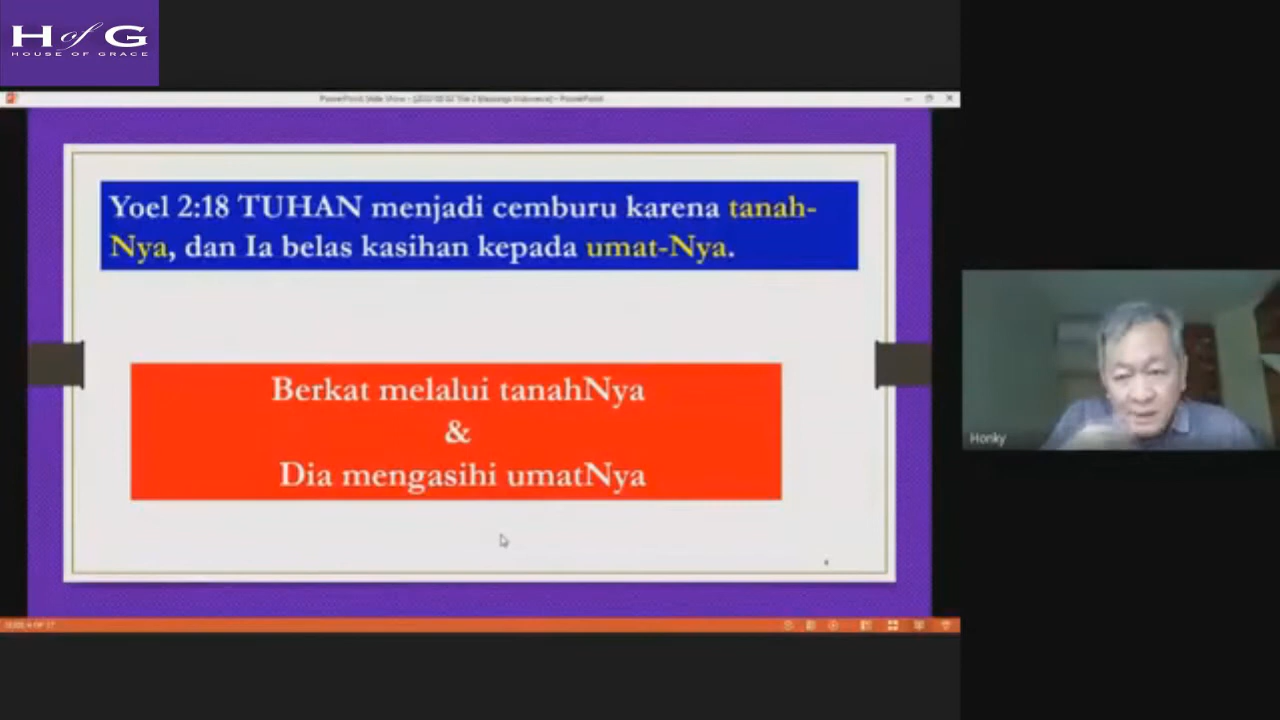 H of G
HOUSE OF GRACE
Yoel 2:18 TUHAN menjadi cemburu karena tanah-
Nya, dan Ia belas kasihan kepada umat-Nya.
Berkat melalui tanahNya
&
Dia mengasihi umatNya
Honky